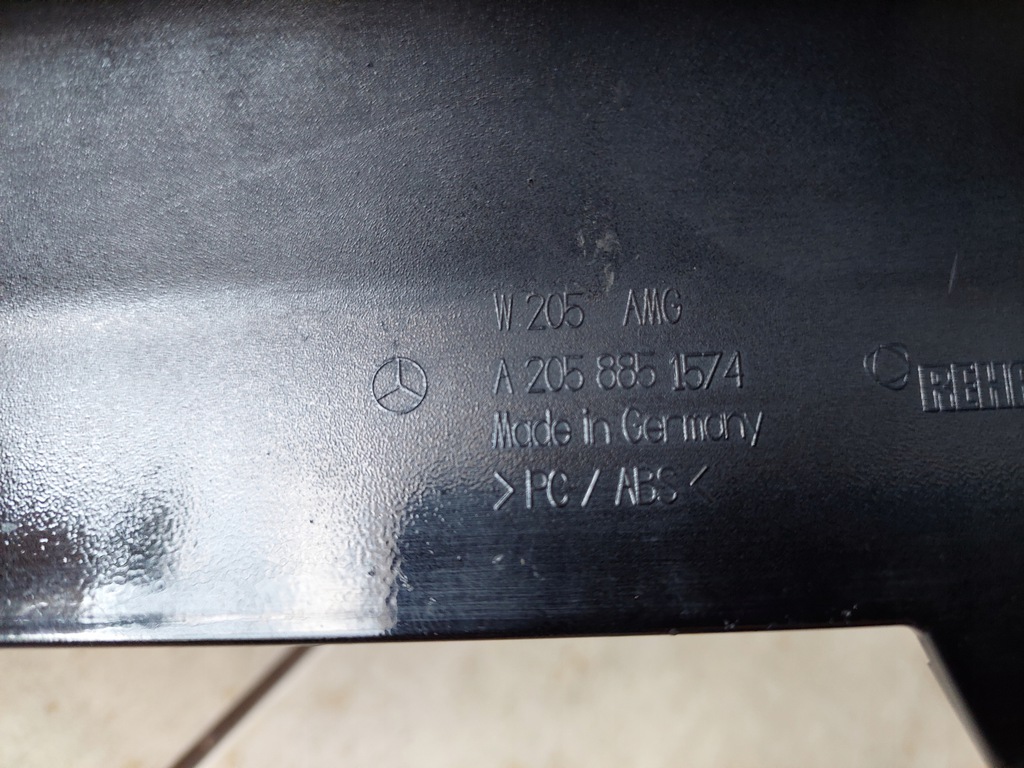 W 205 AMG
A 205 885 1574
Made in Germany
>PC / ABS<